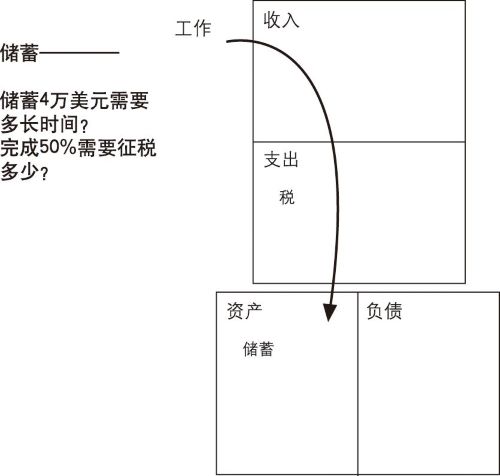 工作
收入
储蓄————
储蓄4万美元需要
多长时间？
完成50%需要征税
多少？
支出
税
资产
负债
储蓄